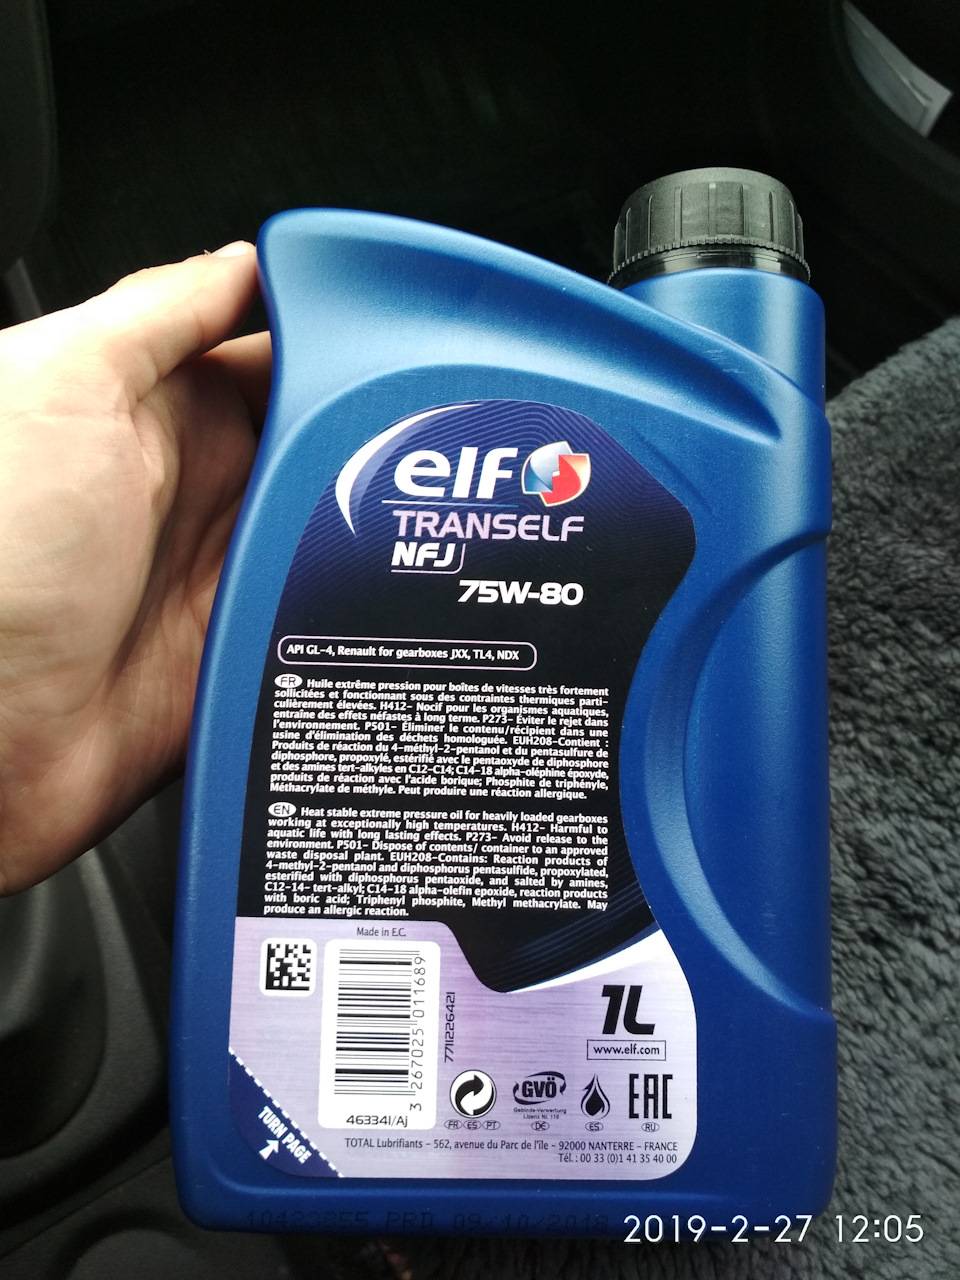 elf
TRANSELF
NFJ
75W-80
API GL-4, Renault for gearboxes JXX, TL4, NDX
FR Huile extrême pression pour boîtes de vitesses très fortement
sollicitées et fonctionnant sous des contraintes thermiques parti-
culièrement élevées. H412- Nocif pour les organismes aquatiques,
entraîne des effets néfastes à long terme. P273- Éviter le rejet dans
l'environnement. P501- Éliminer le contenu/récipient dans une
usine d'élimination des déchets homologuée. EUH208-Contient :
Produits de réaction du 4-méthyl-2-pentanol et du pentasulfure de
diphosphore, propoxylé, estérifié avec le pentaoxyde de diphosphore
et des amines tert-alkyles en C12-C14; C14-18 alpha-oléphine époxyde,
produits de réaction avec l'acide borique; Phosphite de triphényle,
Méthacrylate de méthyle. Peut produire une réaction allergique.
EN Heat stable extreme pressure oil for heavily loaded gearboxes
working at exceptionally high temperatures. H412- Harmful to
aquatic life with long lasting effects. P273- Avoid release to the
environment. P501- Dispose of contents/ container to an approved
waste disposal plant. EUH208-Contains: Reaction products of
4-methyl-2-pentanol and diphosphorus pentasulfide, propoxylated,
esterified with diphosphorus pentaoxide, and salted by amines,
C12-14- tert-alkyl; C14-18 alpha-olefin epoxide, reaction products
with boric acid; Triphenyl phosphite, Methyl methacrylate. May
produce an allergic reaction.
Made in E.C.
3 267025 011689
7711226421
463341/Aj
1L
www.elf.com
GVÖ
Gebinde-Verwertung
Lizenz Nr. 118
EAC
FR ES PT
DE
ES
RU
TURN PAGE
TOTAL Lubrifiants - 562, avenue du Parc de l'île - 92000 NANTERRE - FRANCE
Tél. : 00 33 (0)1 41 35 40 00
PRD 09/10/2018
2019-2-27 12:05